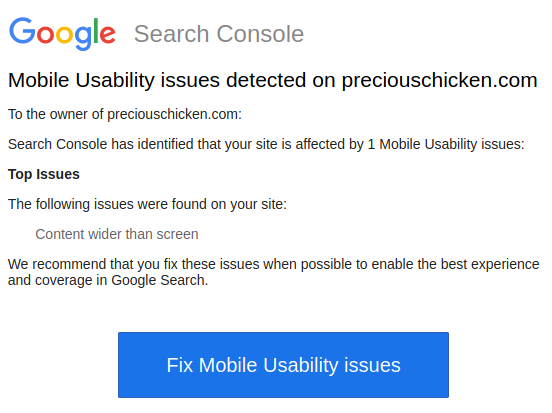 Google Search Console
Mobile Usability issues detected on preciouschicken.com
To the owner of preciouschicken.com:
Search Console has identified that your site is affected by 1 Mobile Usability issues:
Top Issues
The following issues were found on your site:
Content wider than screen
We recommend that you fix these issues when possible to enable the best experience
and coverage in Google Search.
Fix Mobile Usability issues